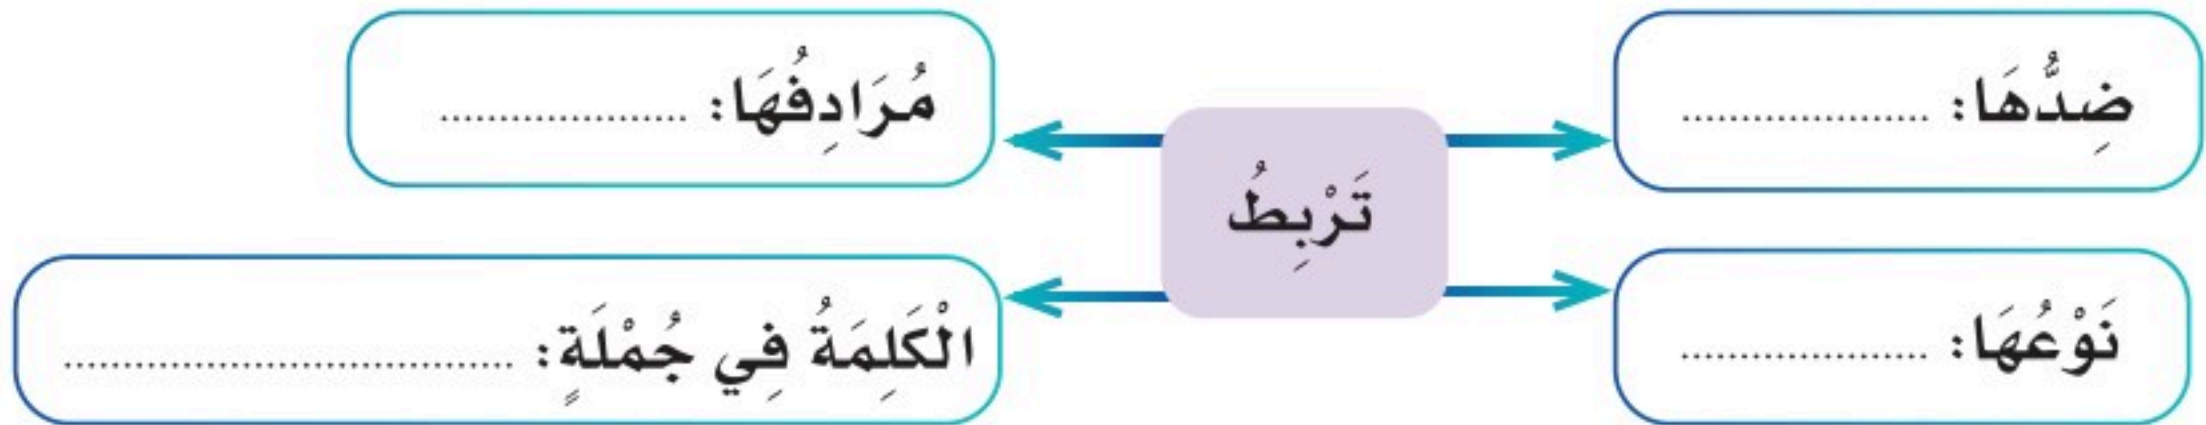 ضِدُّهَا: ....................
مُرَادِفُهَا: ....................
تَرْبِطُ
نَوْعُهَا: ....................
الْكَلِمَةُ فِي جُمْلَةٍ: ....................................